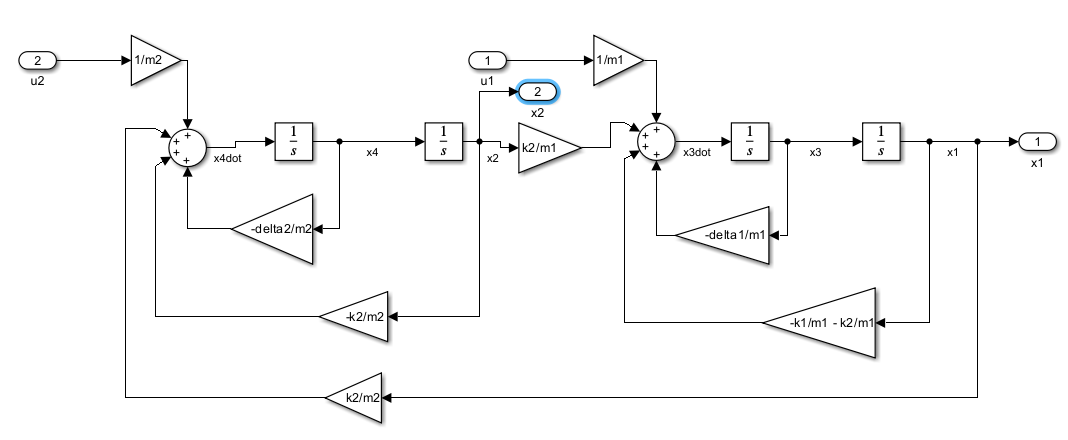 2
u2
1/m2
1
u1
1/m1
2
x2
+
+
+
+
x4dot
1
s
x4
1
s
x2
k2/m1
+
+
+
+
x3dot
1
s
x3
1
s
x1
1
x1
-delta2/m2
-delta1/m1
-k2/m2
-k1/m1 - k2/m1
k2/m2